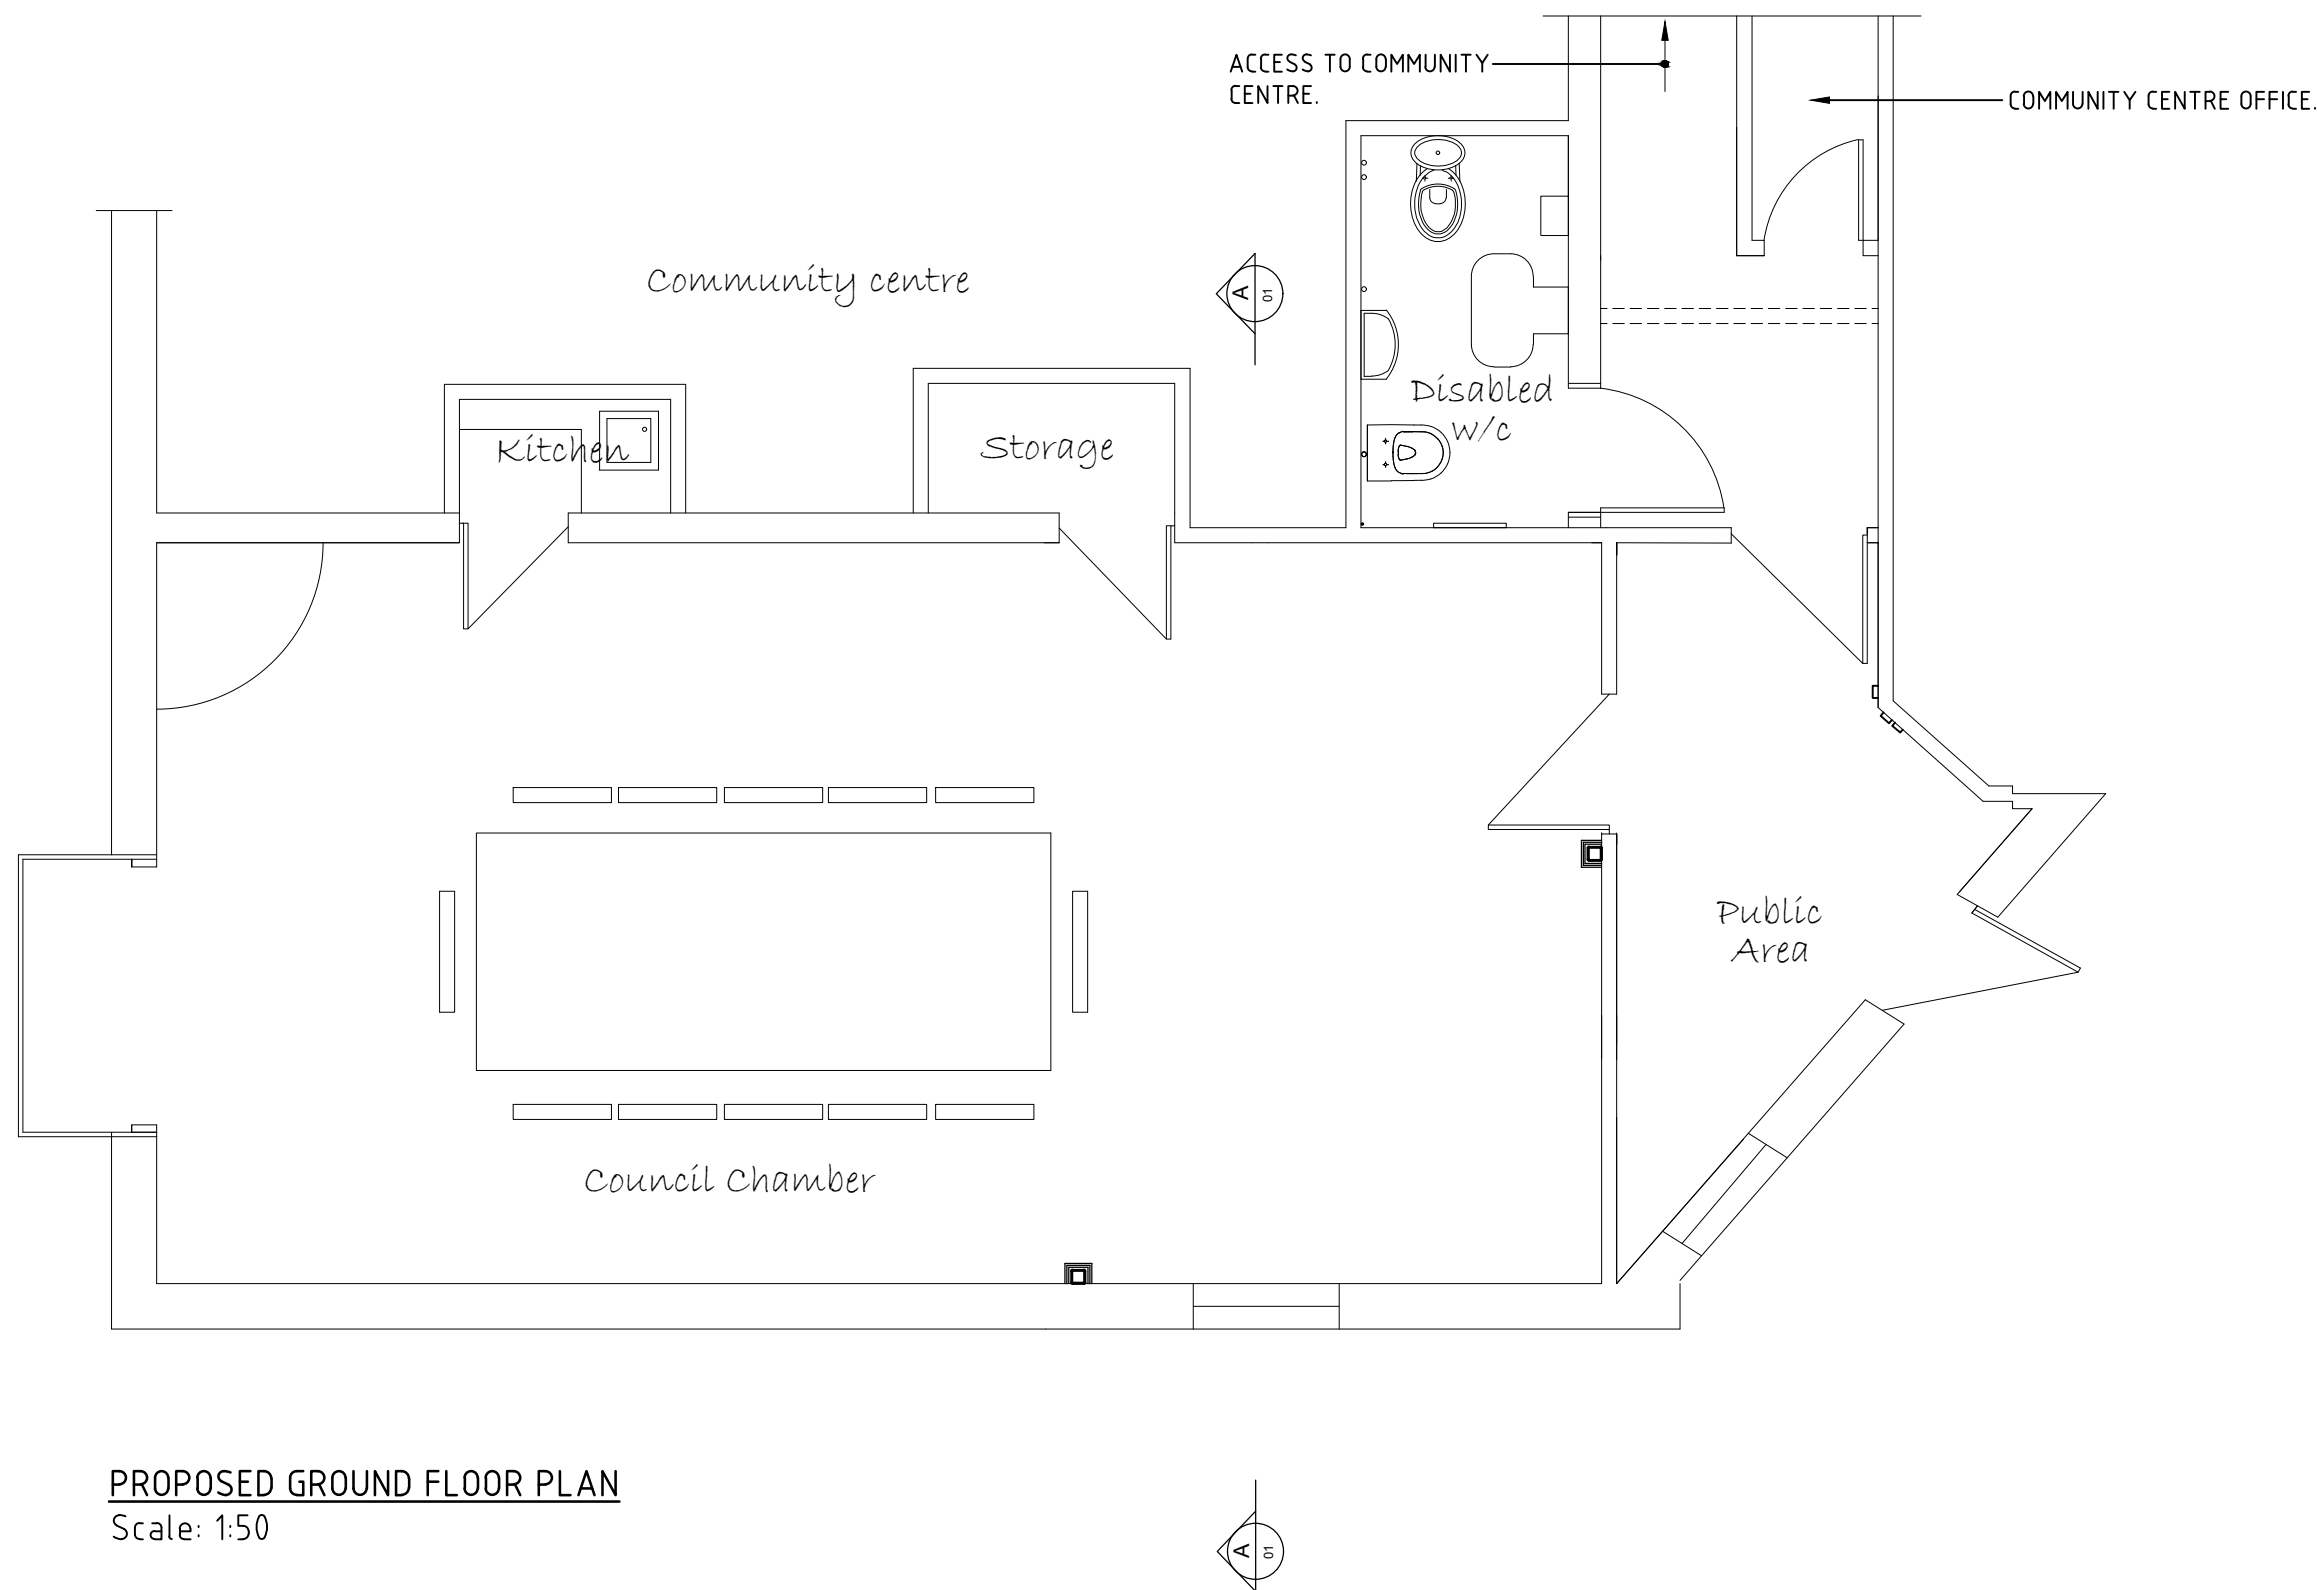 ACCESS TO COMMUNITY
CENTRE.
COMMUNITY CENTRE OFFICE.
Community centre
A
01
Disabled
W/c
Kitchen
Storage
Public
Area
Council Chamber
PROPOSED GROUND FLOOR PLAN
Scale: 1:50
A
01